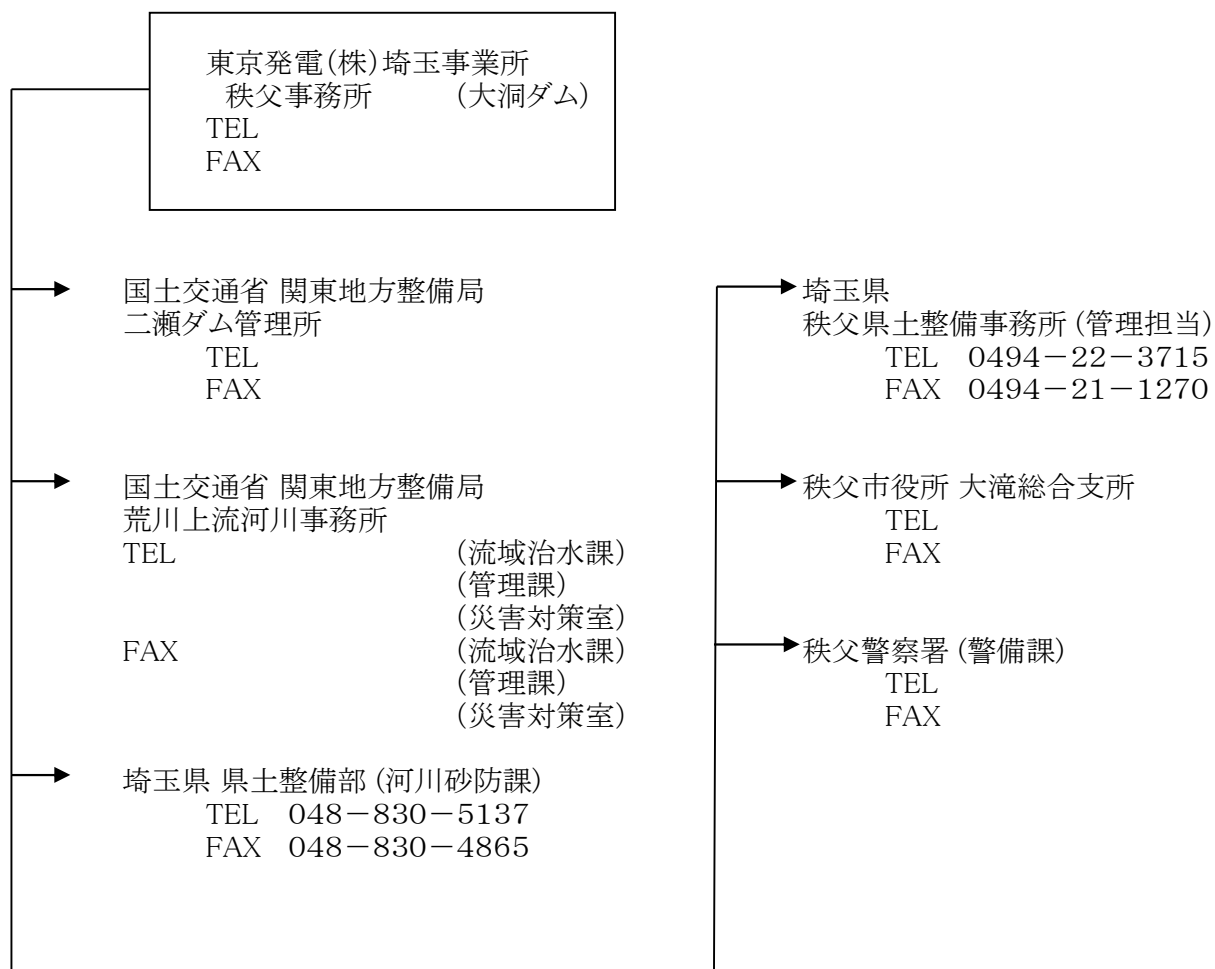 東京発電(株)埼玉事業所
秩父事務所 (大洞ダム)
TEL
FAX
国土交通省 関東地方整備局
二瀬ダム管理所
TEL
FAX
国土交通省 関東地方整備局
荒川上流河川事務所
TEL (流域治水課)
(管理課)
(災害対策室)
FAX (流域治水課)
(管理課)
(災害対策室)
埼玉県 県土整備部 (河川砂防課)
TEL 048-830-5137
FAX 048-830-4865
埼玉県
秩父県土整備事務所 (管理担当)
TEL 0494-22-3715
FAX 0494-21-1270
秩父市役所 大滝総合支所
TEL
FAX
秩父警察署 (警備課)
TEL
FAX